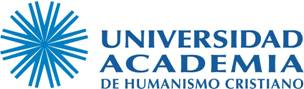 UNIVERSIDAD
ACADEMIA
DE HUMANISMO CRISTIANO